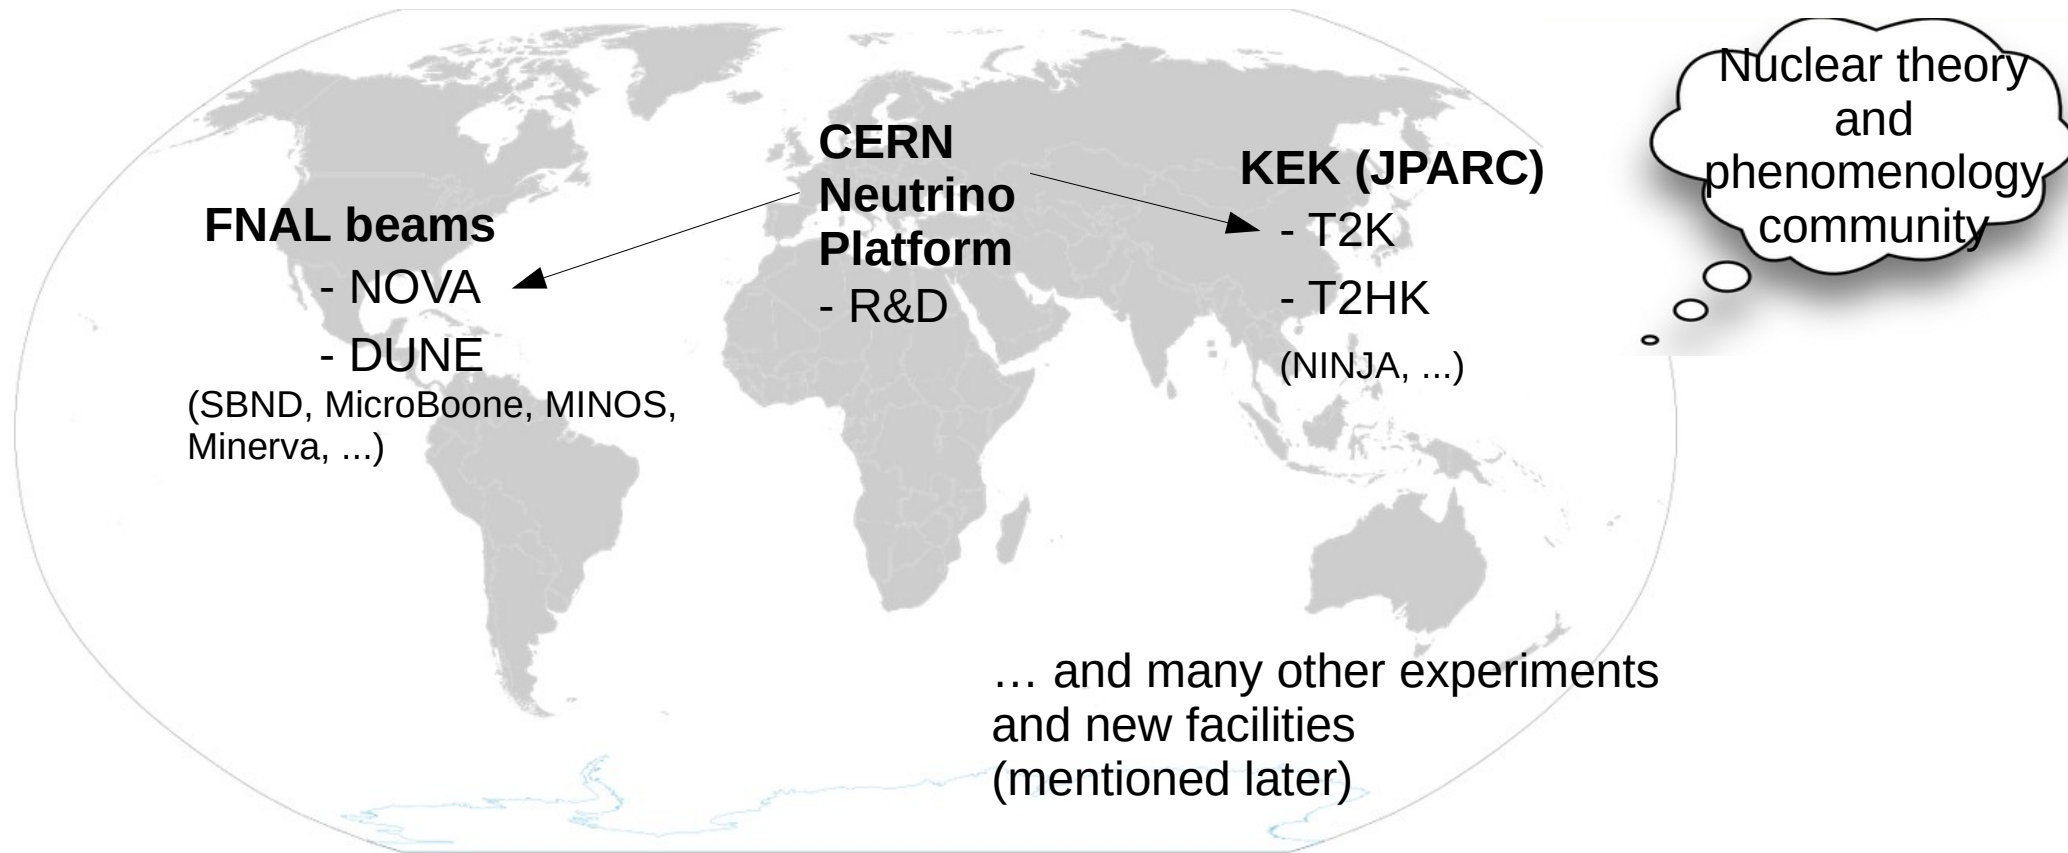 FNAL beams
- NOVA
- DUNE
(SBND, MicroBoone, MINOS,
Minerva, ...)
CERN
Neutrino
Platform
- R&D
KEK (JPARC)
- T2K
- T2HK
(NINJA, ...)
Nuclear theory
and
phenomenology
community
… and many other experiments
and new facilities
(mentioned later)